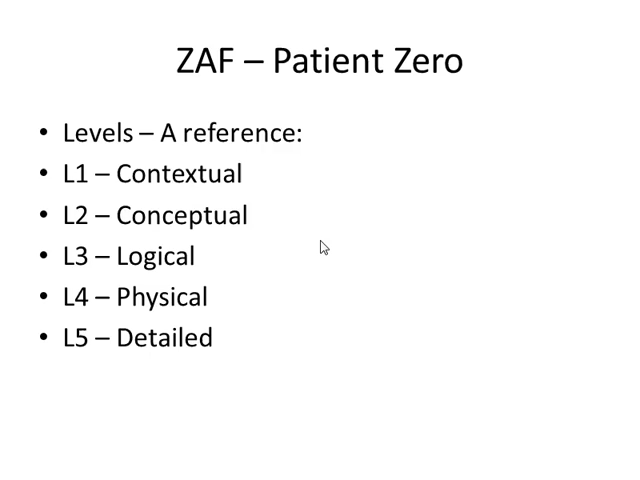 ZAF – Patient Zero
• Levels – A reference:
• L1 – Contextual
• L2 – Conceptual
• L3 – Logical
• L4 – Physical
• L5 – Detailed